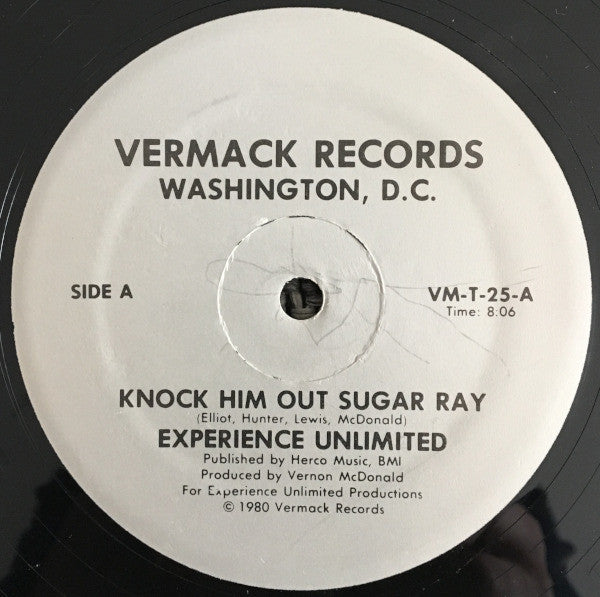 VERMACK RECORDS
WASHINGTON, D.C.
SIDE A
VM-T-25-A
Time: 8:06
KNOCK HIM OUT SUGAR RAY
(Elliot, Hunter, Lewis, McDonald)
EXPERIENCE UNLIMITED
Published by Herco Music, BMI
Produced by Vernon McDonald
For Experience Unlimited Productions
© 1980 Vermack Records